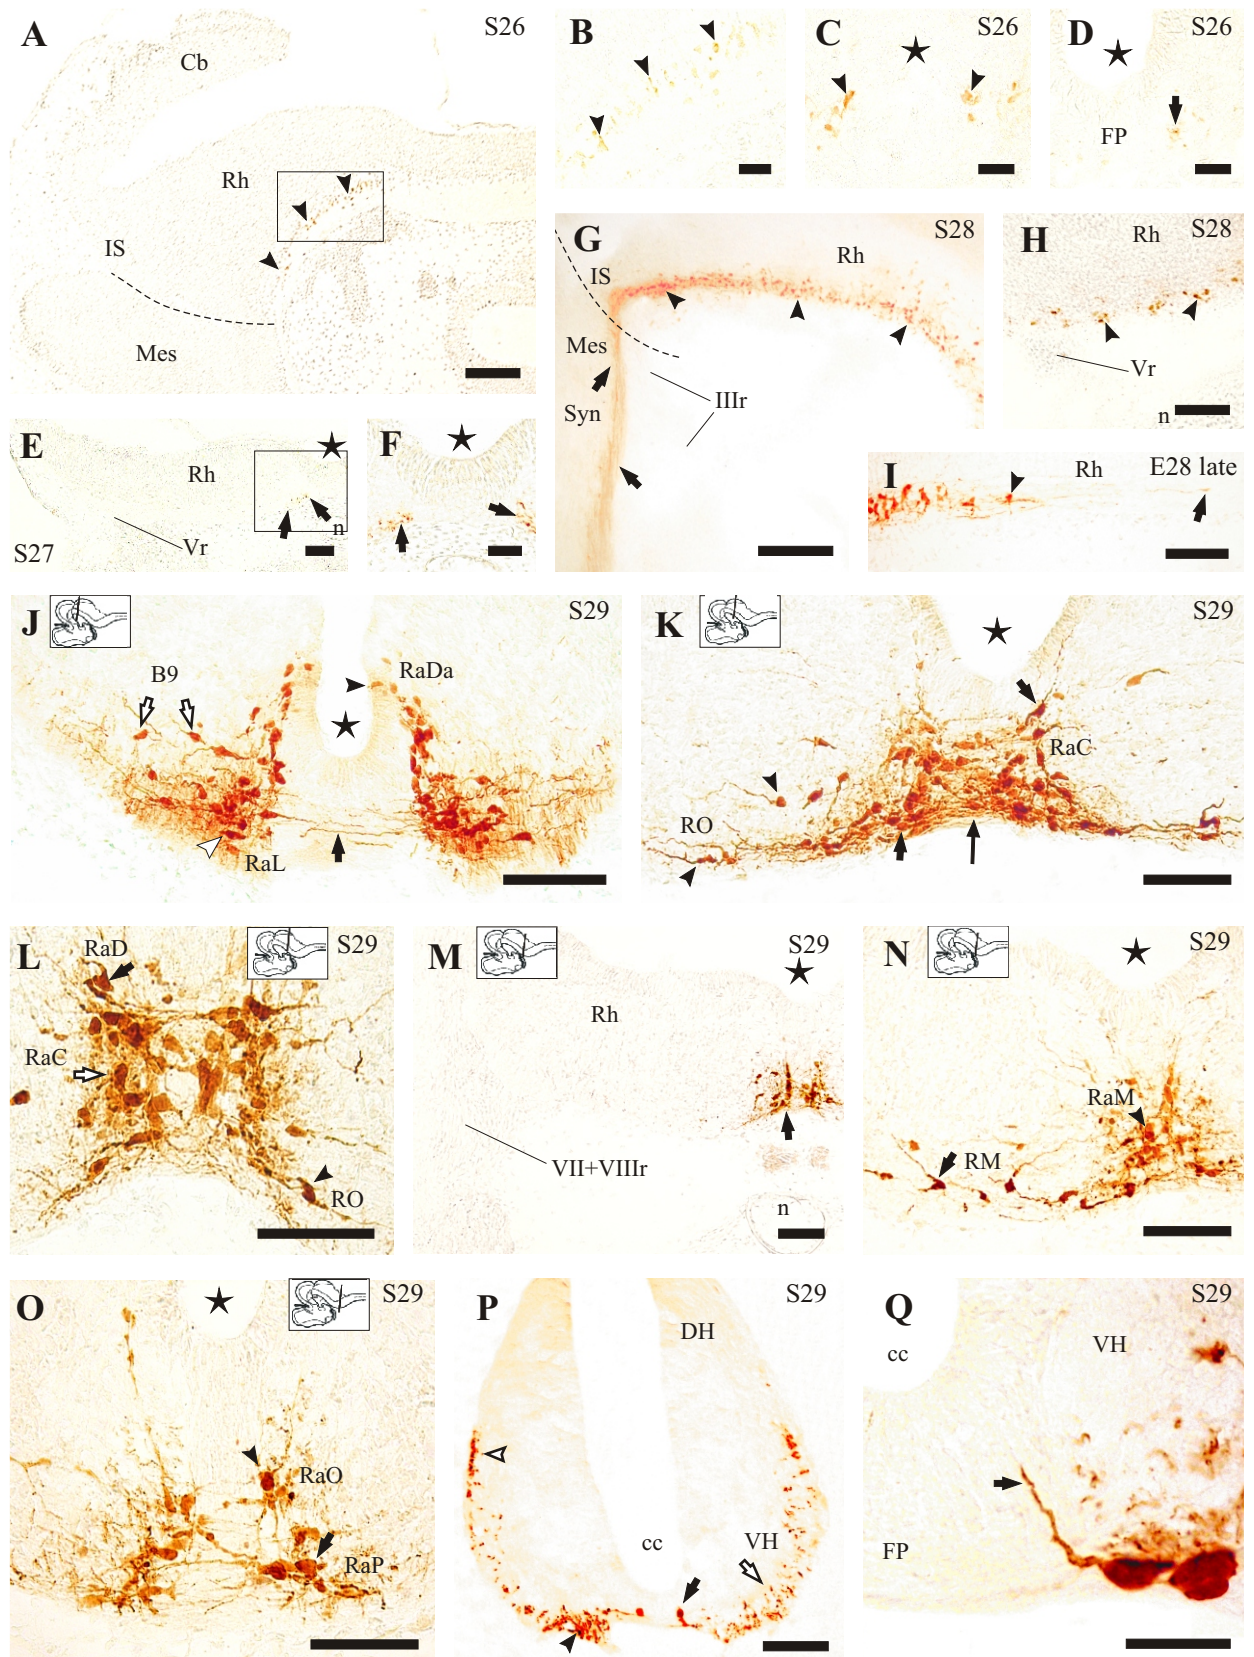 A
S26
Cb
Rh
IS
Mes
B
C
S26
D
S26
FP
G
S28
Rh
IS
Mes
Syn
IIIr
H
Rh
S28
Vr
n
E
Rh
n
Vr
S27
F
I
Rh
E28 late
J
S29
B9
RaDa
RaL
K
S29
RaC
RO
L
RaD
S29
RaC
RO
M
S29
Rh
VII+VIIIr
n
N
S29
RaM
RM
O
S29
RaO
RaP
P
S29
DH
cc
VH
Q
S29
cc
VH
FP